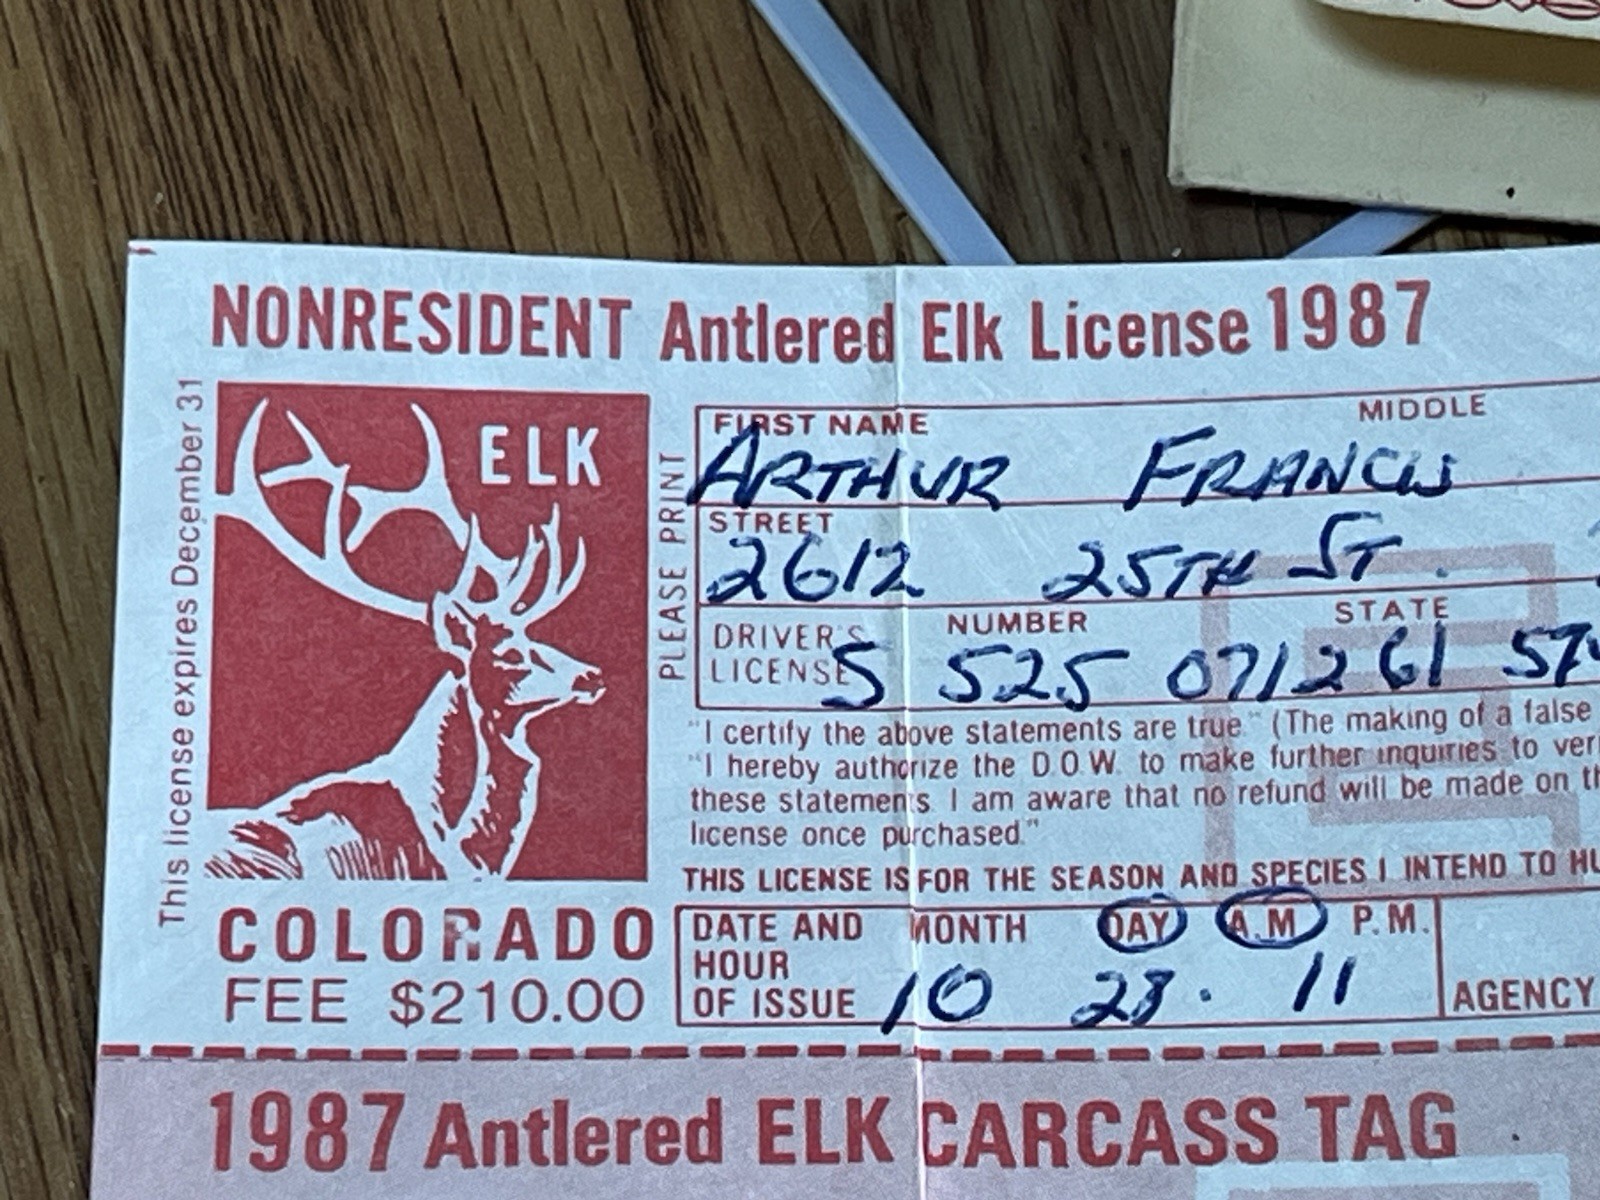 NONRESIDENT Antlered Elk License 1987
This license expires December 31
ELK
PLEASE PRINT
FIRST NAME MIDDLE
ARTHUR FRANCIS
STREET
2612 25TH ST.
DRIVER'S LICENSE NUMBER STATE
S 525 071261 57
"I certify the above statements are true." (The making of a false
"I hereby authorize the D.O.W. to make further inquiries to veri
these statements. I am aware that no refund will be made on th
license once purchased."
THIS LICENSE IS FOR THE SEASON AND SPECIES I INTEND TO HU
COLORADO
FEE $210.00
DATE AND HOUR OF ISSUE MONTH DAY A.M. P.M.
10 28. 11
AGENCY
1987 Antlered ELK CARCASS TAG